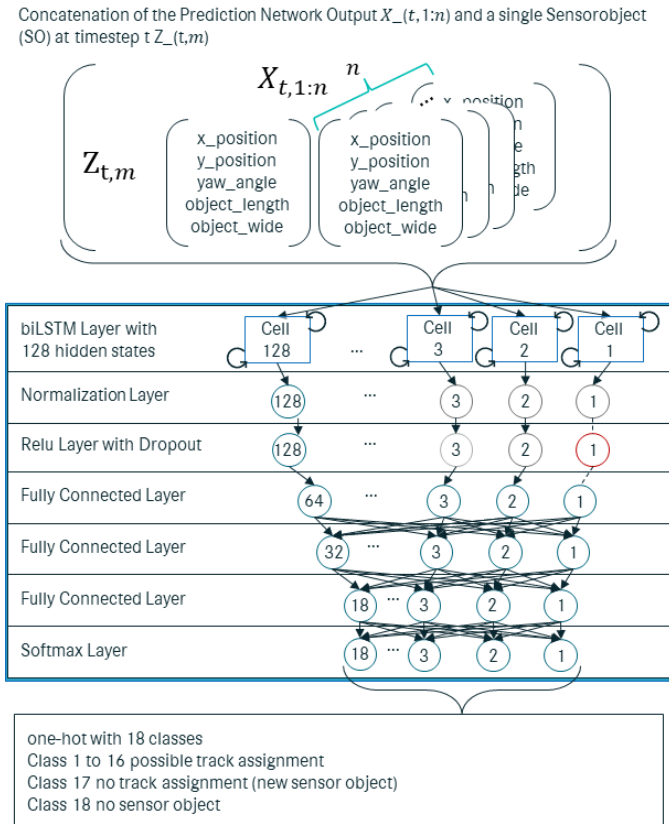 Concatenation of the Prediction Network Output X_(t,1:n) and a single Sensorobject
(SO) at timestep t Z_(t,m)
X_{t,1:n} n
Z_{t,m}
x_position
y_position
yaw_angle
object_length
object_wide
x_position
y_position
yaw_angle
object_length
object_wide
... x_position
biLSTM Layer with
128 hidden states
Cell
128
...
Cell
3
Cell
2
Cell
1
Normalization Layer
128 ... 3 2 1
Relu Layer with Dropout
128 ... 3 2 1
Fully Connected Layer
64 ... 3 2 1
Fully Connected Layer
32 ... 3 2 1
Fully Connected Layer
18 ... 3 2 1
Softmax Layer
18 ... 3 2 1
one-hot with 18 classes
Class 1 to 16 possible track assignment
Class 17 no track assignment (new sensor object)
Class 18 no sensor object